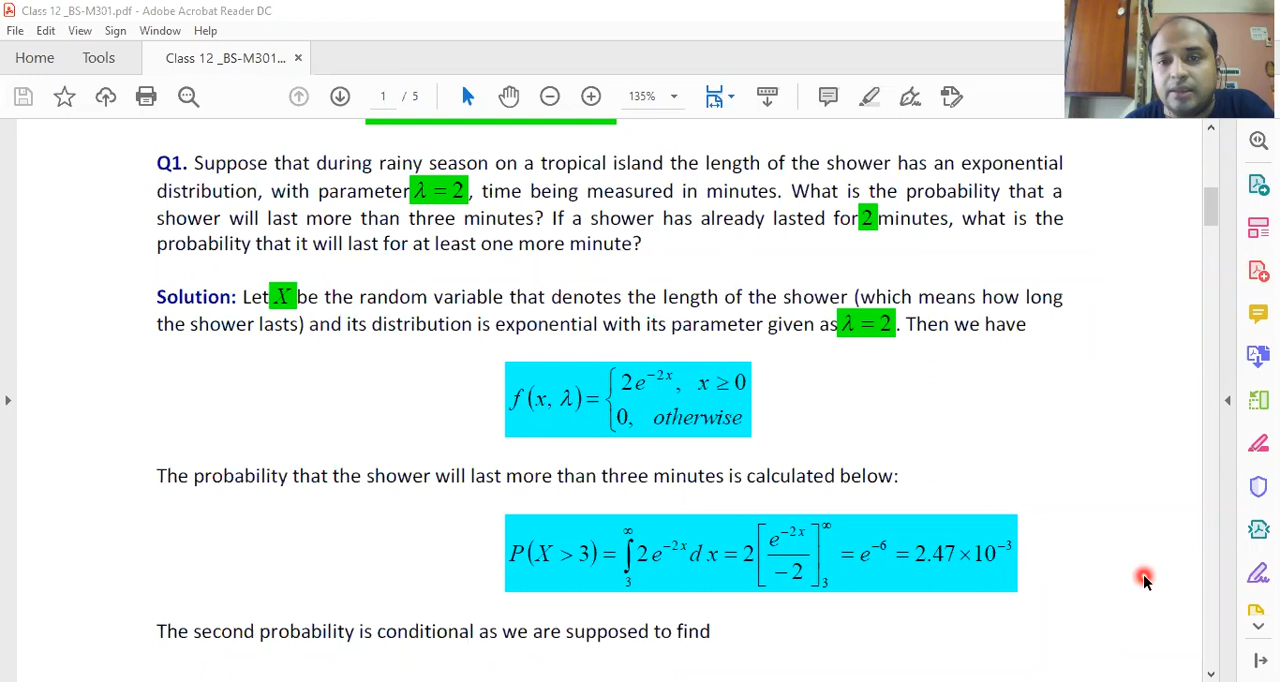 Class 12 _BS-M301.pdf - Adobe Acrobat Reader DC
File Edit View Sign Window Help
Home Tools Class 12 _BS-M301... ×
1 / 5 135%
Q1. Suppose that during rainy season on a tropical island the length of the shower has an exponential
distribution, with parameter λ = 2, time being measured in minutes. What is the probability that a
shower will last more than three minutes? If a shower has already lasted for 2 minutes, what is the
probability that it will last for at least one more minute?
Solution: Let X be the random variable that denotes the length of the shower (which means how long
the shower lasts) and its distribution is exponential with its parameter given as λ = 2. Then we have
f(x, λ) = { 2e^{-2x}, x ≥ 0
0, otherwise
The probability that the shower will last more than three minutes is calculated below:
P(X > 3) = ∫_3^∞ 2e^{-2x} dx = 2[e^{-2x}/-2]_3^∞ = e^{-6} = 2.47×10^{-3}
The second probability is conditional as we are supposed to find